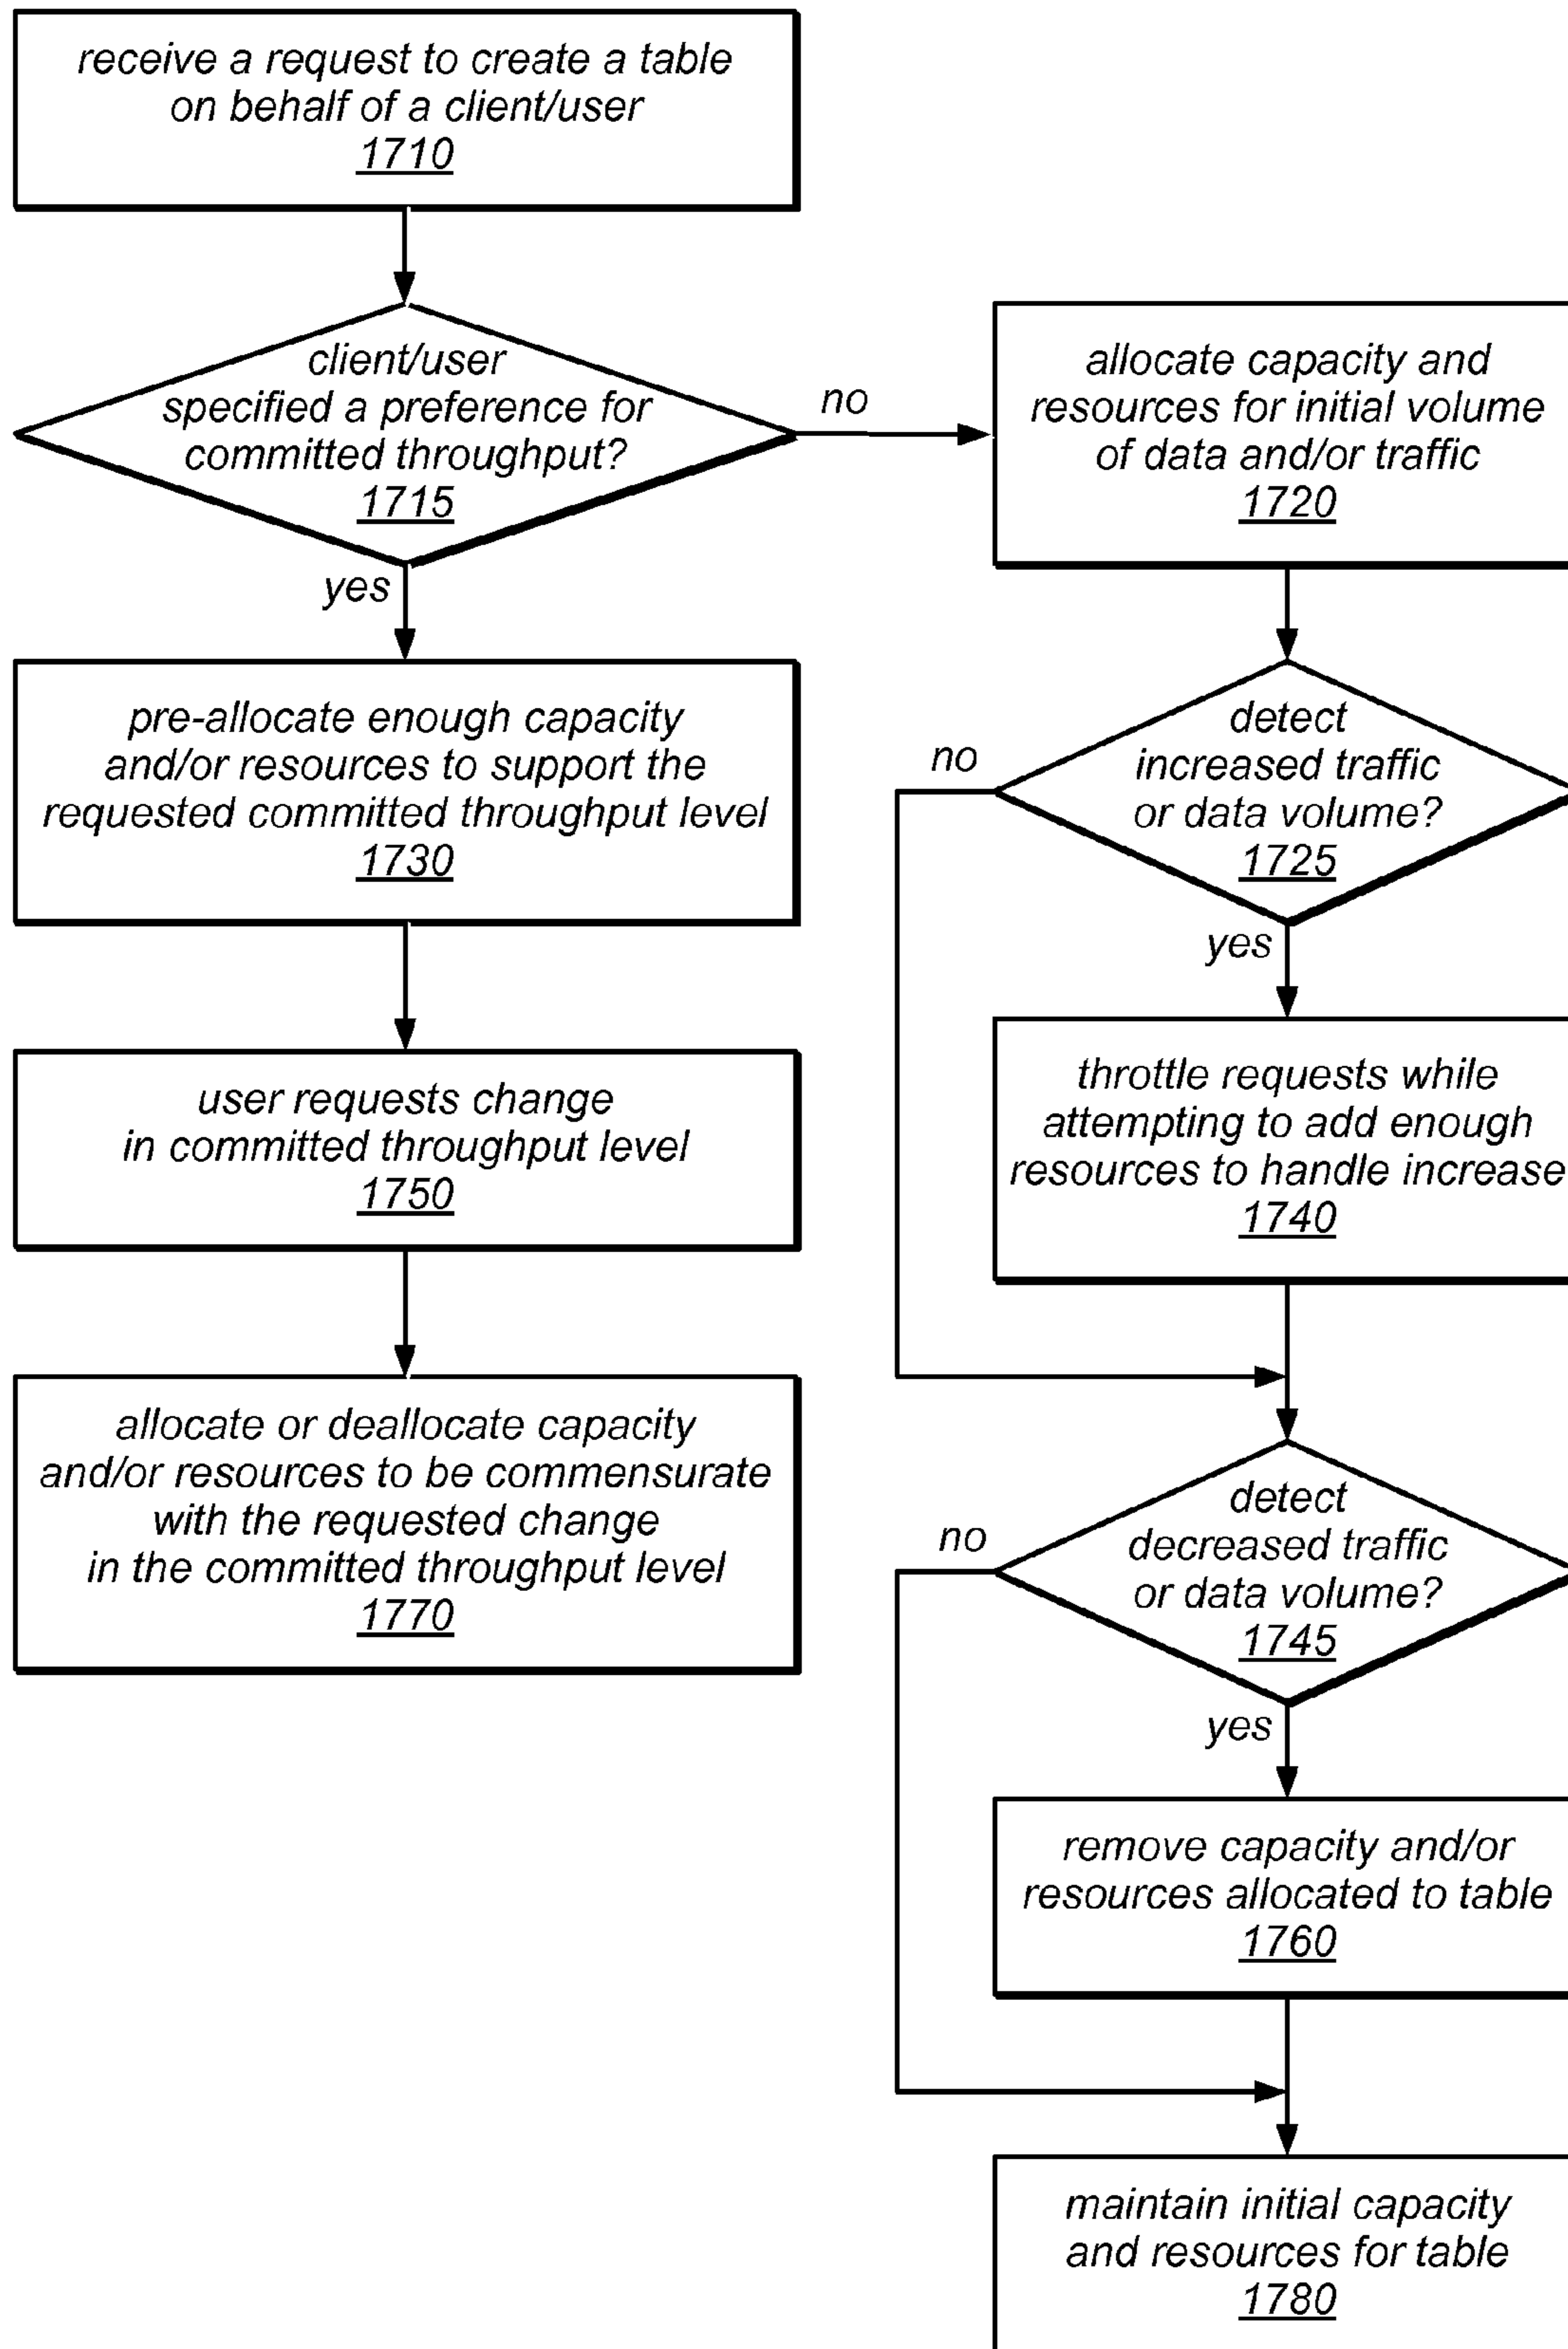 receive a request to create a table
on behalf of a client/user
1710
client/user
specified a preference for
committed throughput?
1715
no
yes
allocate capacity and
resources for initial volume
of data and/or traffic
1720
pre-allocate enough capacity
and/or resources to support the
requested committed throughput level
1730
user requests change
in committed throughput level
1750
allocate or deallocate capacity
and/or resources to be commensurate
with the requested change
in the committed throughput level
1770
detect
increased traffic
or data volume?
1725
no
yes
throttle requests while
attempting to add enough
resources to handle increase
1740
detect
decreased traffic
or data volume?
1745
no
yes
remove capacity and/or
resources allocated to table
1760
maintain initial capacity
and resources for table
1780